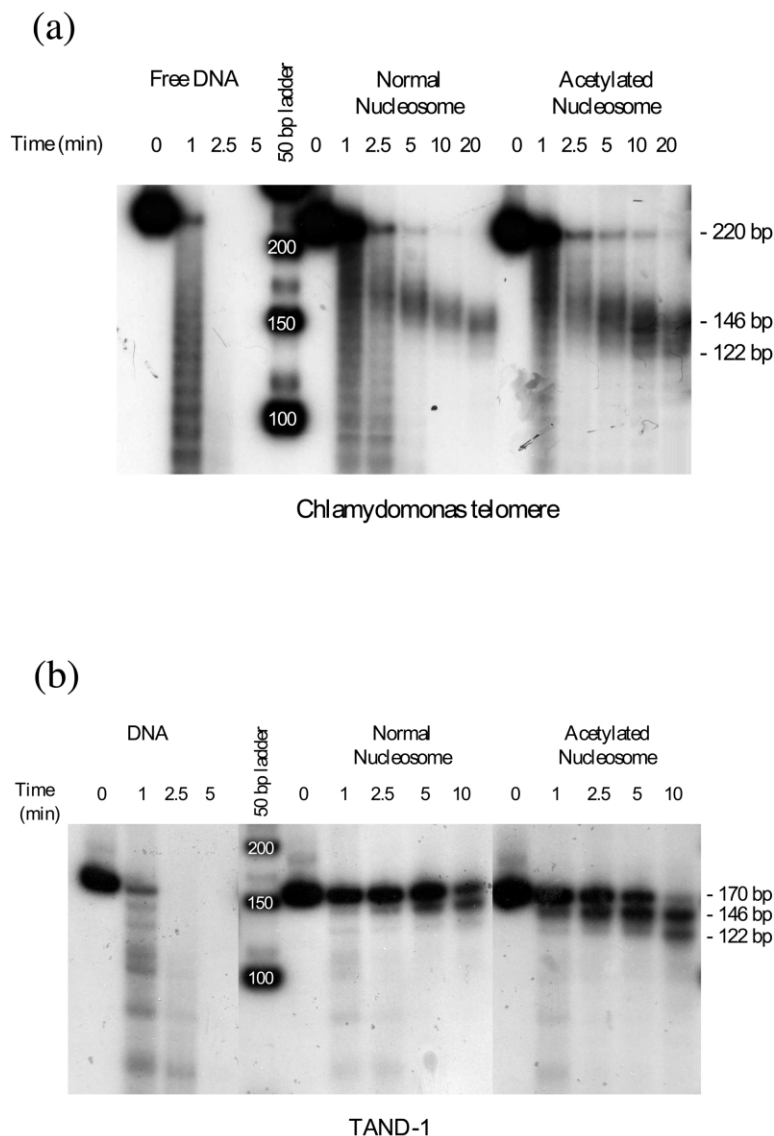 (a)
Free DNA
50 bp ladder
Normal
Nucleosome
Acetylated
Nucleosome
Time (min)
0 1 2.5 5
0 1 2.5 5 10 20
0 1 2.5 5 10 20
200
150
100
- 220 bp
- 146 bp
- 122 bp
Chlamydomonas telomere
(b)
DNA
50 bp ladder
Normal
Nucleosome
Acetylated
Nucleosome
Time
(min)
0 1 2.5 5
0 1 2.5 5 10
0 1 2.5 5 10
200
150
100
- 170 bp
- 146 bp
- 122 bp
TAND-1